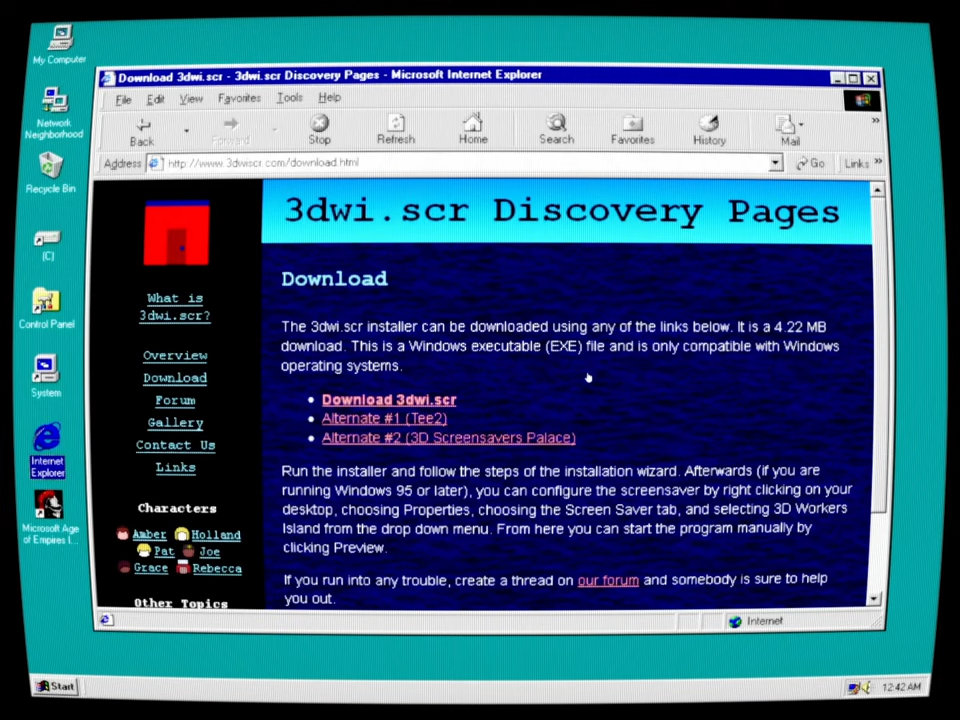 My Computer
Network
Neighborhood
Recycle Bin
(C)
Control Panel
System
Internet
Explorer
Microsoft Age
of Empires I...
Download 3dwi.scr - 3dwi.scr Discovery Pages - Microsoft Internet Explorer
File Edit View Favorites Tools Help
Back Forward Stop Refresh Home Search Favorites History Mail »
Address http://www.3dwiscr.com/download.html Go Links »
What is
3dwi.scr?
Overview
Download
Forum
Gallery
Contact Us
Links
Characters
Amber Holland
Pat Joe
Grace Rebecca
Other Topics
3dwi.scr Discovery Pages
Download
The 3dwi.scr installer can be downloaded using any of the links below. It is a 4.22 MB
download. This is a Windows executable (EXE) file and is only compatible with Windows
operating systems.
• Download 3dwi.scr
• Alternate #1 (Tee2)
• Alternate #2 (3D Screensavers Palace)
Run the installer and follow the steps of the installation wizard. Afterwards (if you are
running Windows 95 or later), you can configure the screensaver by right clicking on your
desktop, choosing Properties, choosing the Screen Saver tab, and selecting 3D Workers
Island from the drop down menu. From here you can start the program manually by
clicking Preview.
If you run into any trouble, create a thread on our forum and somebody is sure to help
you out.
Internet
Start
12:42 AM